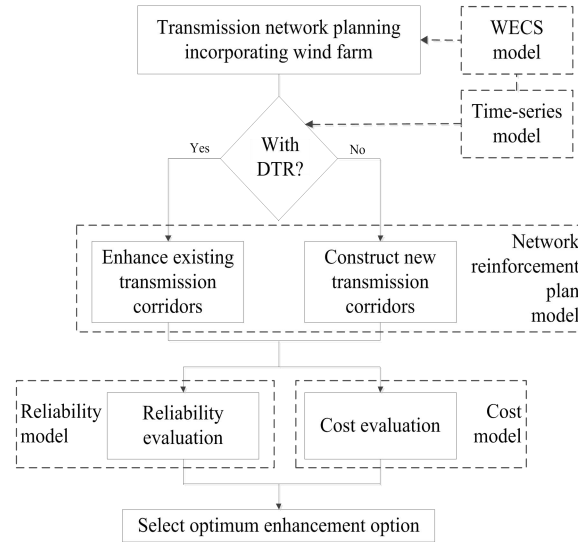 Transmission network planning
incorporating wind farm
WECS
model
Time-series
model
With
DTR?
Yes
No
Enhance existing
transmission
corridors
Construct new
transmission
corridors
Network
reinforcement
plan
model
Reliability
model
Reliability
evaluation
Cost evaluation
Cost
model
Select optimum enhancement option